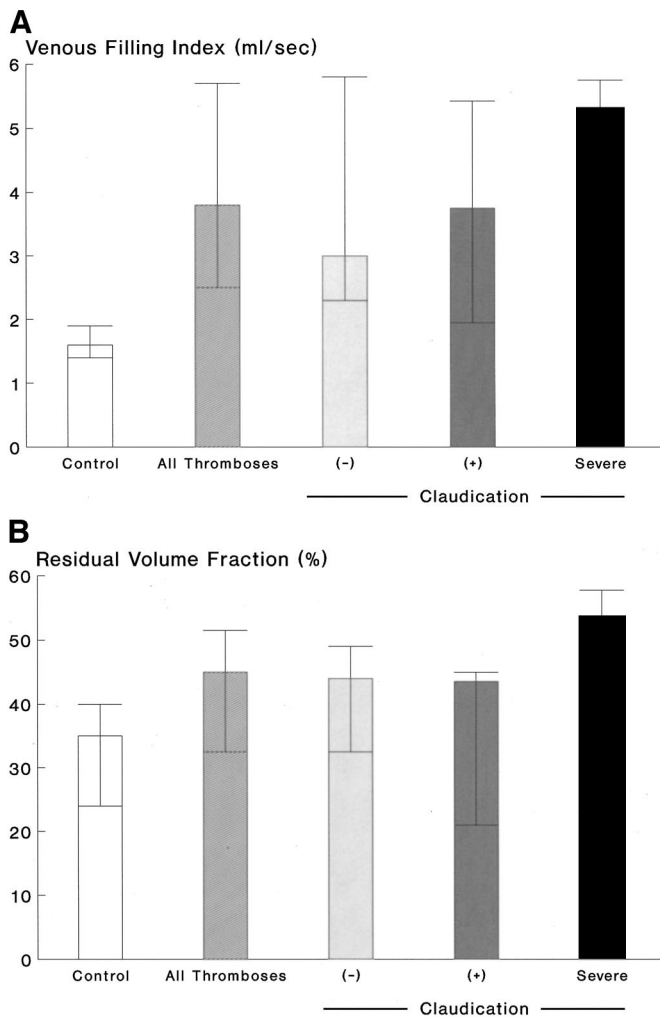 A
Venous Filling Index (ml/sec)
6
5
4
3
2
1
0
Control All Thromboses (-) (+) Severe
Claudication
B
Residual Volume Fraction (%)
60
50
40
30
20
10
0
Control All Thromboses (-) (+) Severe
Claudication